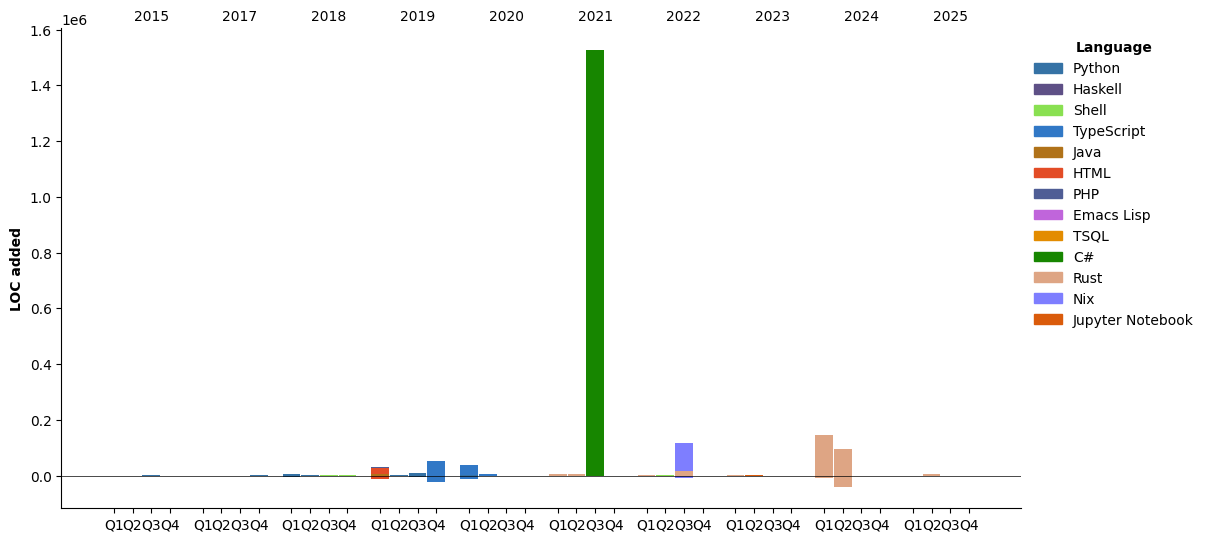 2015 2017 2018 2019 2020 2021 2022 2023 2024 2025
1e6
1.6
1.4
1.2
1.0
0.8
0.6
0.4
0.2
0.0
LOC added
Q1Q2Q3Q4 Q1Q2Q3Q4 Q1Q2Q3Q4 Q1Q2Q3Q4 Q1Q2Q3Q4 Q1Q2Q3Q4 Q1Q2Q3Q4 Q1Q2Q3Q4 Q1Q2Q3Q4 Q1Q2Q3Q4
Language
Python
Haskell
Shell
TypeScript
Java
HTML
PHP
Emacs Lisp
TSQL
C#
Rust
Nix
Jupyter Notebook